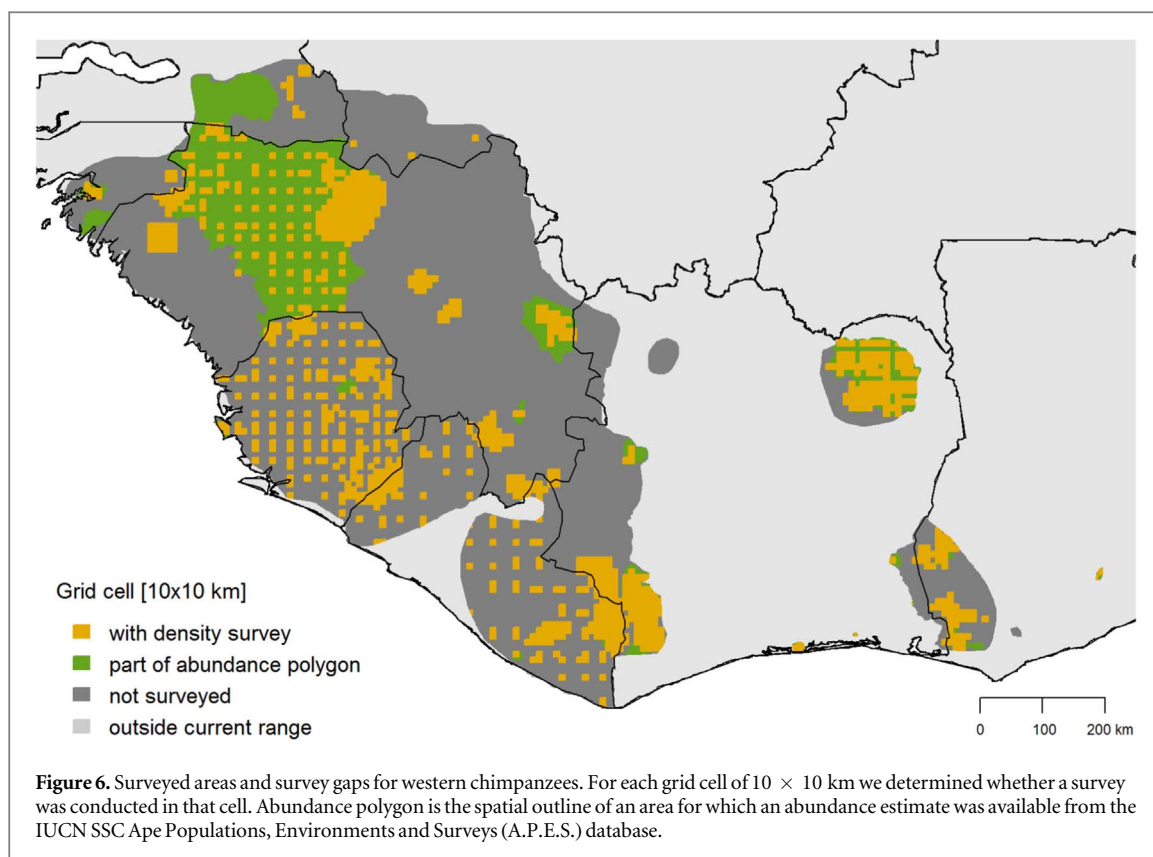 Grid cell [10x10 km]
with density survey
part of abundance polygon
not surveyed
outside current range
0 100 200 km
Figure 6. Surveyed areas and survey gaps for western chimpanzees. For each grid cell of 10 × 10 km we determined whether a survey
was conducted in that cell. Abundance polygon is the spatial outline of an area for which an abundance estimate was available from the
IUCN SSC Ape Populations, Environments and Surveys (A.P.E.S.) database.